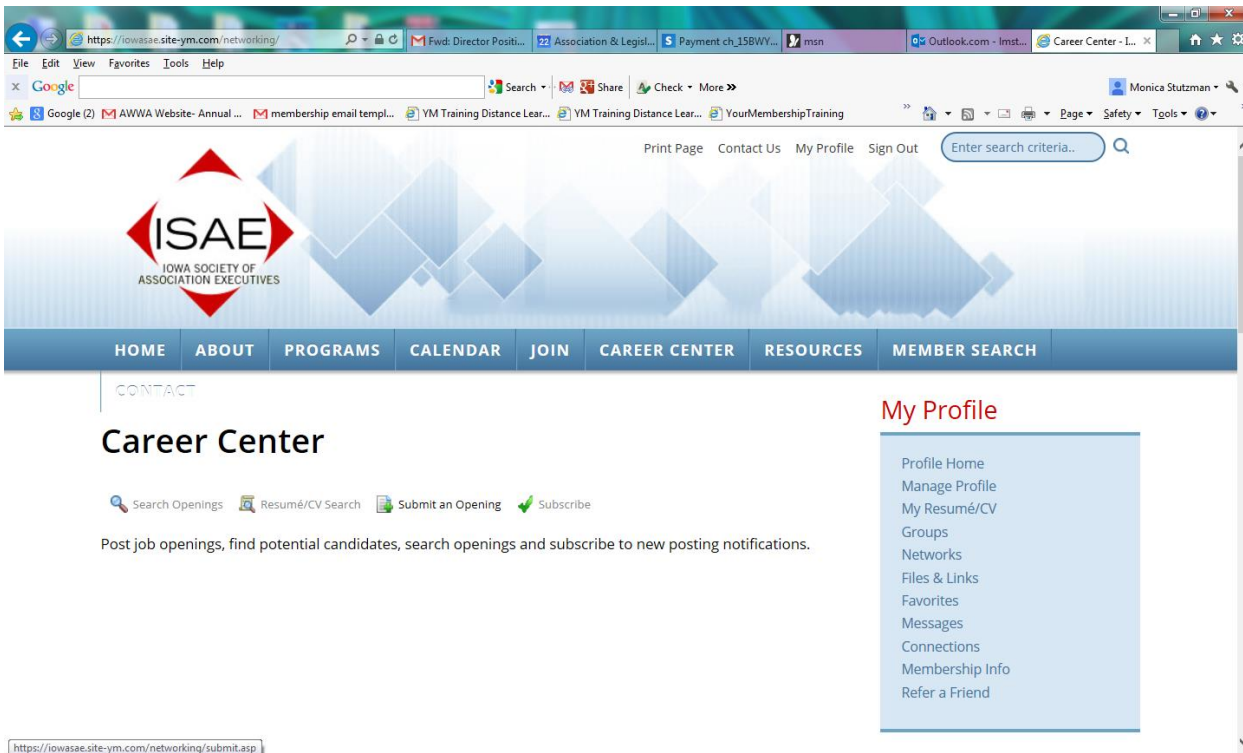 https://iowasae.site-ym.com/networking/
Fwd: Director Positi...
22 Association & Legisl...
S Payment ch_15BWY...
msn
Outlook.com - Imst...
Career Center - I...
File Edit View Favorites Tools Help
x Google Search Share Check More »
Monica Stutzman
Google (2) AWWA Website- Annual ... membership email templ... YM Training Distance Lear... YM Training Distance Lear... YourMembershipTraining » Page Safety Tools
Print Page Contact Us My Profile Sign Out Enter search criteria..
ISAE
IOWA SOCIETY OF
ASSOCIATION EXECUTIVES
HOME ABOUT PROGRAMS CALENDAR JOIN CAREER CENTER RESOURCES MEMBER SEARCH
CONTACT
Career Center
Search Openings Resumé/CV Search Submit an Opening Subscribe
Post job openings, find potential candidates, search openings and subscribe to new posting notifications.
My Profile
Profile Home
Manage Profile
My Resumé/CV
Groups
Networks
Files & Links
Favorites
Messages
Connections
Membership Info
Refer a Friend
https://iowasae.site-ym.com/networking/submit.asp